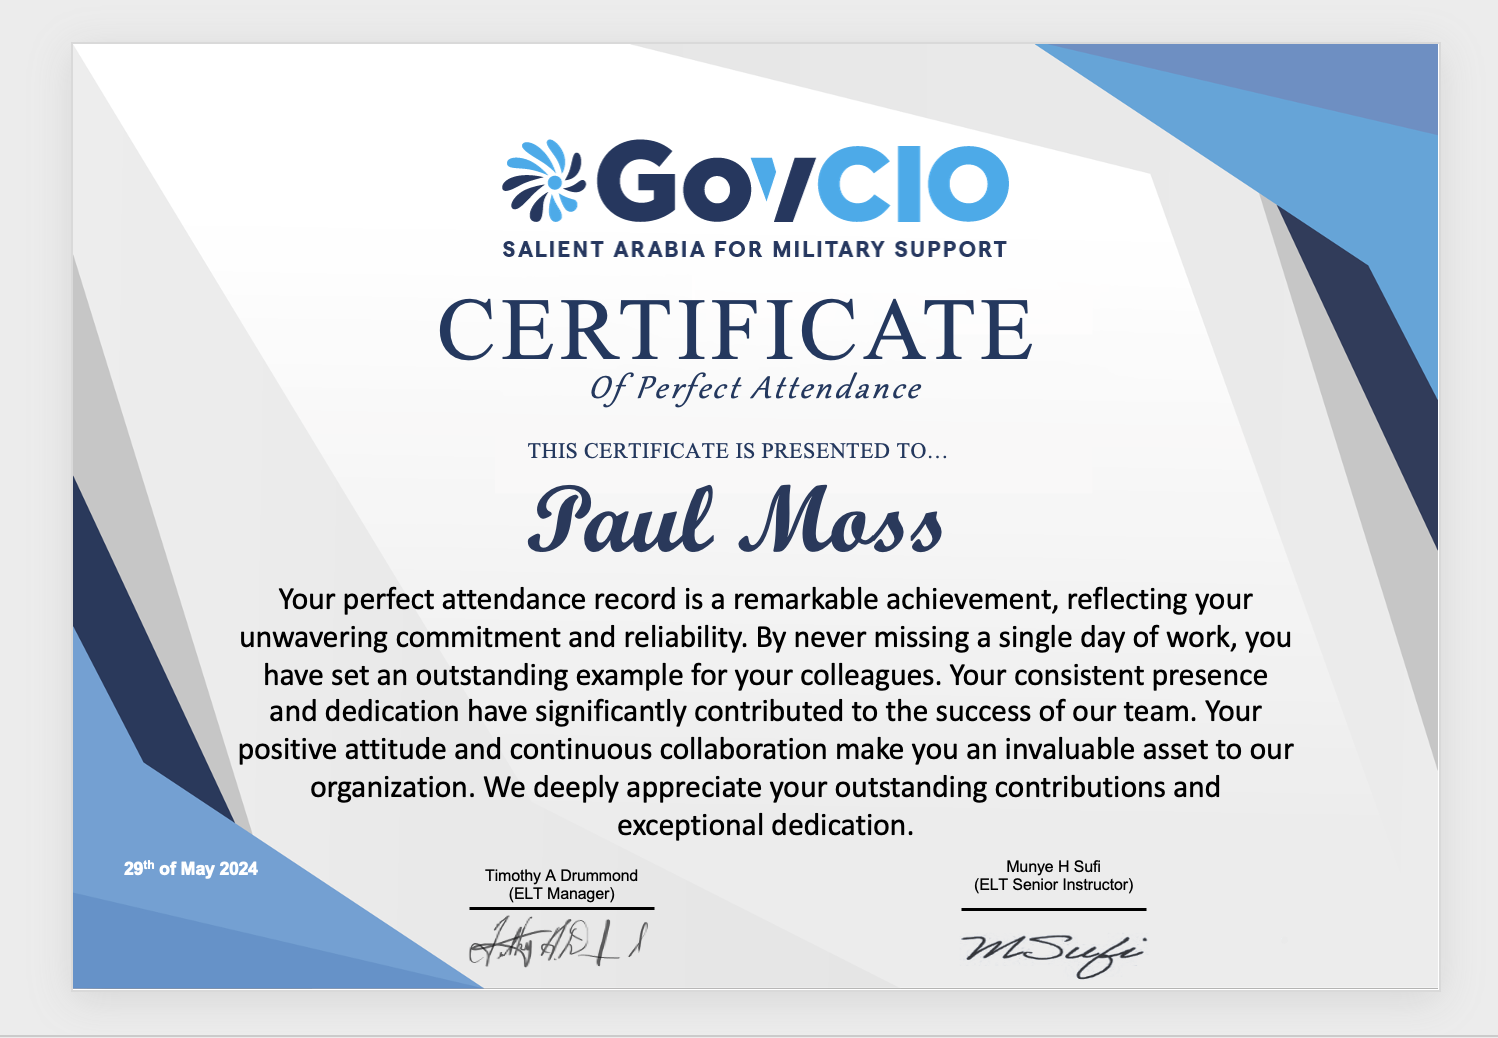 GovCIO
SALIENT ARABIA FOR MILITARY SUPPORT
CERTIFICATE
Of Perfect Attendance
THIS CERTIFICATE IS PRESENTED TO…
Paul Moss
Your perfect attendance record is a remarkable achievement, reflecting your
unwavering commitment and reliability. By never missing a single day of work, you
have set an outstanding example for your colleagues. Your consistent presence
and dedication have significantly contributed to the success of our team. Your
positive attitude and continuous collaboration make you an invaluable asset to our
organization. We deeply appreciate your outstanding contributions and
exceptional dedication.
29th of May 2024
Timothy A Drummond
(ELT Manager)
Munye H Sufi
(ELT Senior Instructor)
MSufi